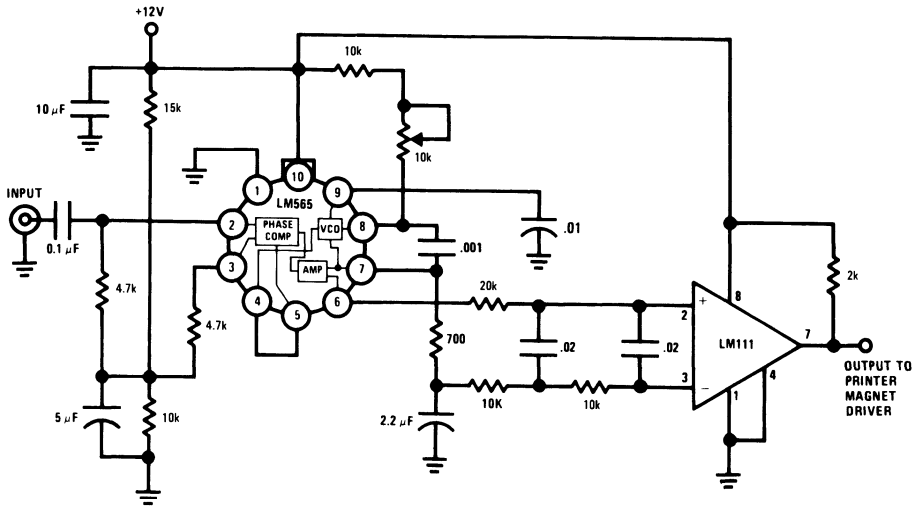 +12V
10k
10 μF
15k
10k
1
10
9
LM565
INPUT
2
PHASE
COMP
VCO
8
.01
0.1 μF
.001
3
AMP
7
4.7k
4
5
6
4.7k
20k
+
2
8
2k
700
.02
.02
LM111
7
3
−
4
1
OUTPUT TO
PRINTER
MAGNET
DRIVER
5 μF
10k
2.2 μF
10K
10k